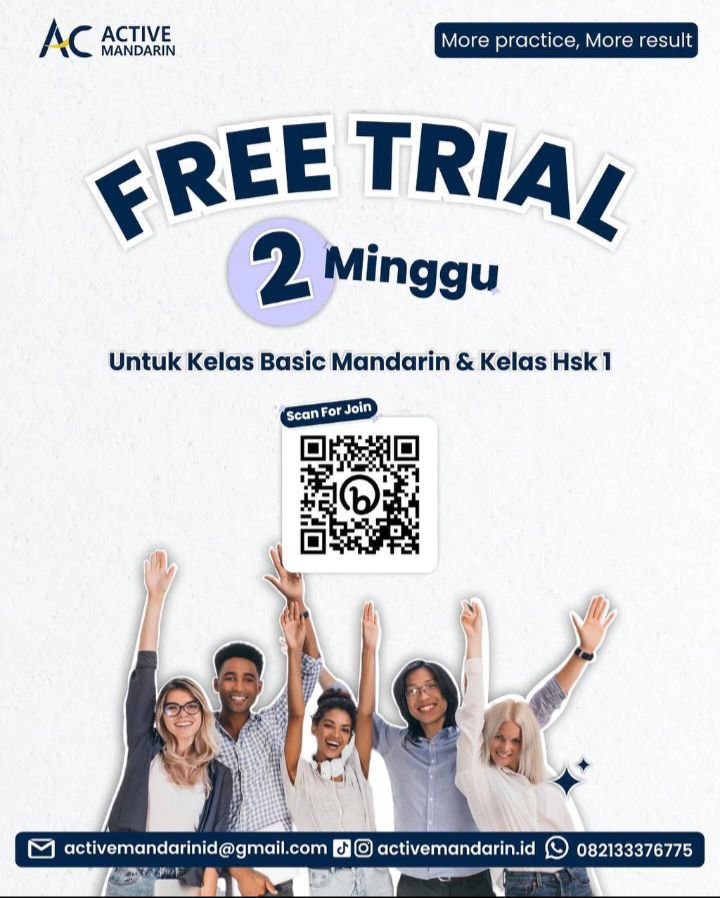 ACTIVE
MANDARIN
More practice, More result
FREE TRIAL
2 Minggu
Untuk Kelas Basic Mandarin & Kelas Hsk 1
Scan For Join
activemandarinid@gmail.com activemandarin.id 082133376775